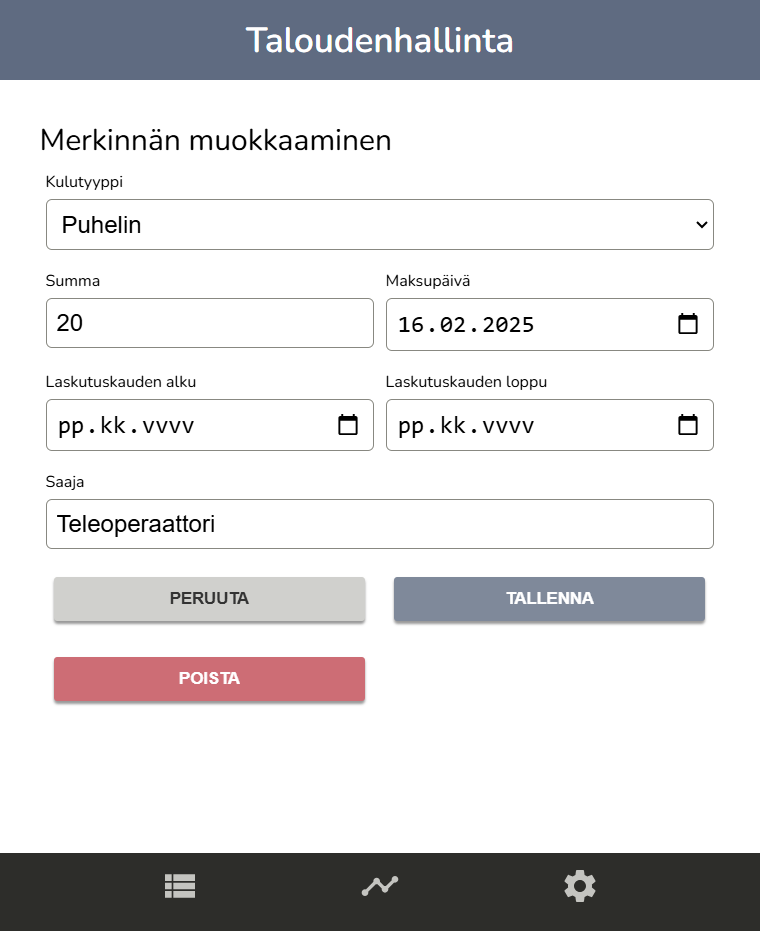 Taloudenhallinta
Merkinnän muokkaaminen
Kulutyyppi
Puhelin
Summa
Maksupäivä
20
16.02.2025
Laskutuskauden alku
Laskutuskauden loppu
pp.kk.vvvv
pp.kk.vvvv
Saaja
Teleoperaattori
PERUUTA
TALLENNA
POISTA